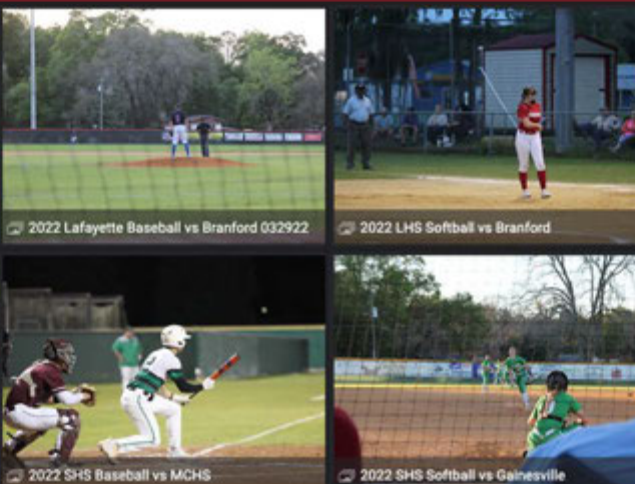 2022 Lafayette Baseball vs Branford 032922
2022 LHS Softball vs Branford
2022 SHS Baseball vs MCHS
2022 SHS Softball vs Gainesville